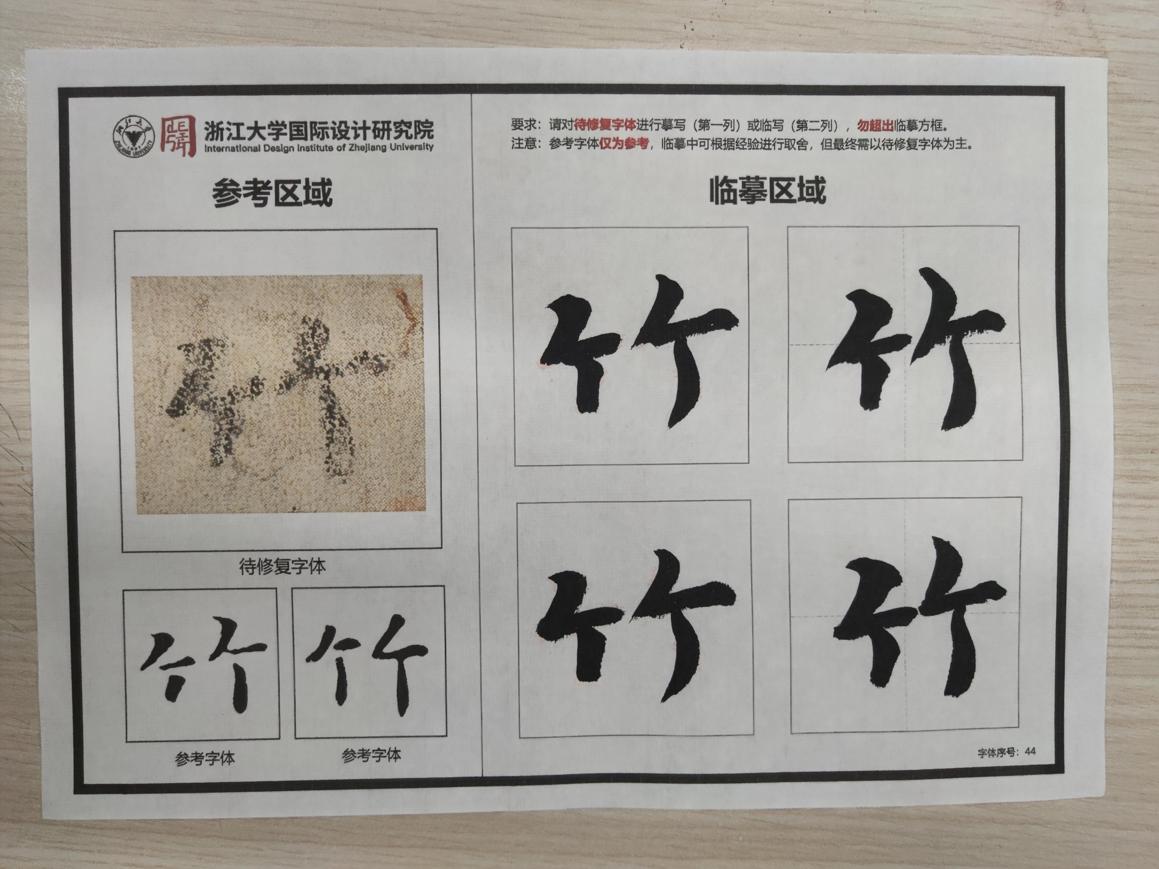 浙江大学国际设计研究院
International Design Institute of Zhejiang University
参考区域
竹
待修复字体
竹 竹
参考字体 参考字体
要求：请对待修复字体进行摹写（第一列）或临写（第二列），勿超出临摹方框。
注意：参考字体仅为参考，临摹中可根据经验进行取舍，但最终需以待修复字体为主。
临摹区域
竹 竹
竹 竹
字体序号：44